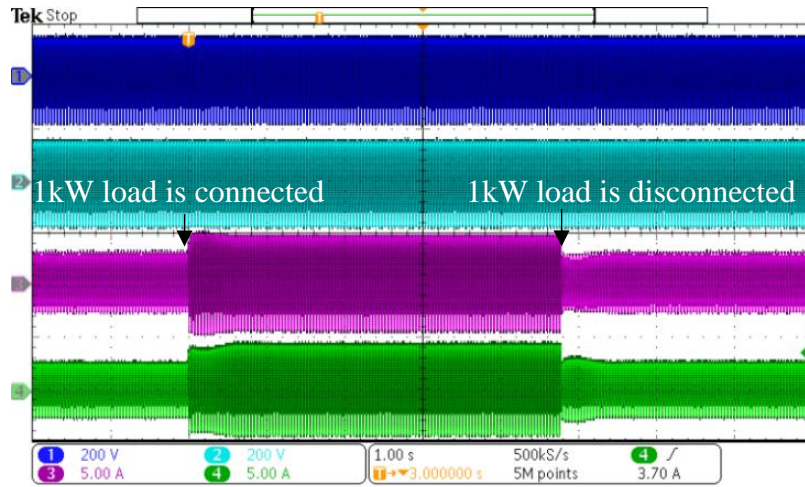 Tek Stop
T
T
1
2
1kW load is connected 1kW load is disconnected
3
4
1 200 V 2 200 V 1.00 s 500kS/s 4 /
3 5.00 A 4 5.00 A T→▼3.000000 s 5M points 3.70 A